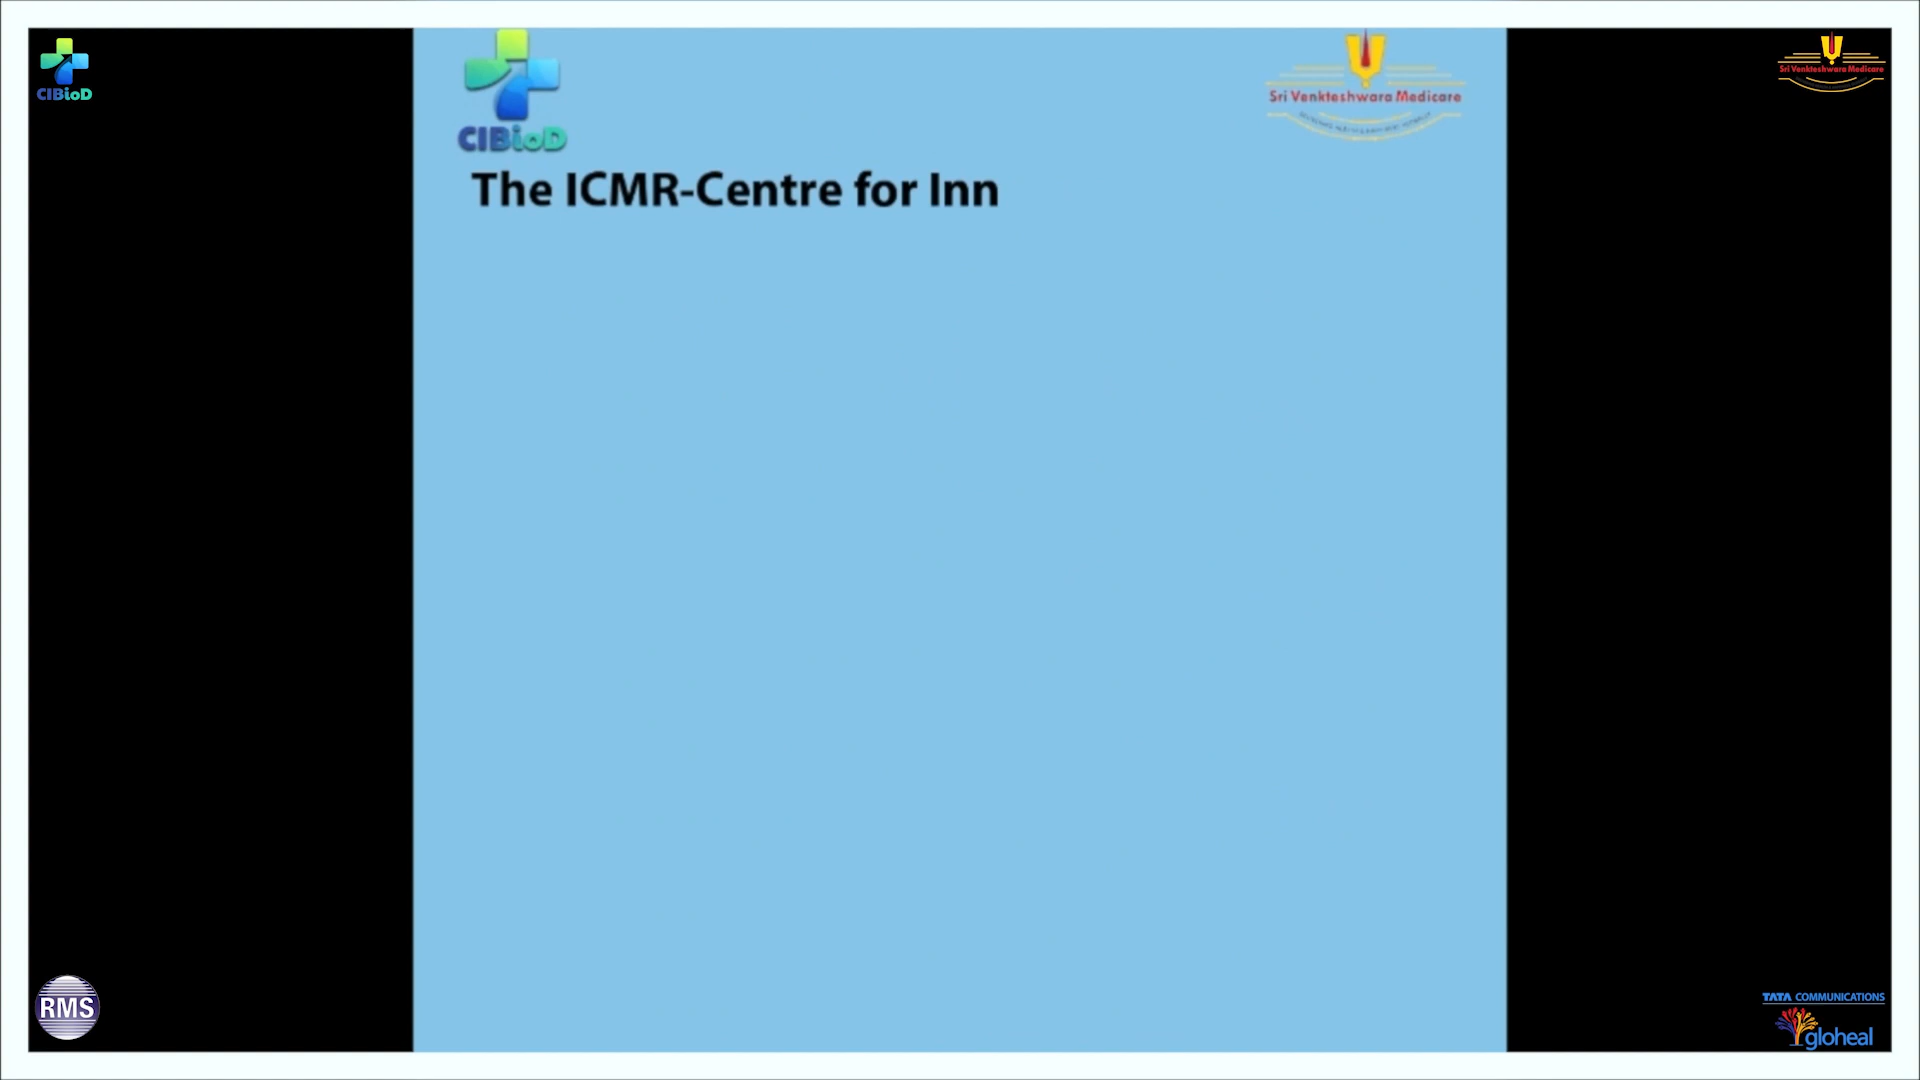 CIBioD
Sri Venkteshwara Medicare
CIBioD
Sri Venkteshwara Medicare
The ICMR-Centre for Inn
RMS
TATA COMMUNICATIONS
gloheal